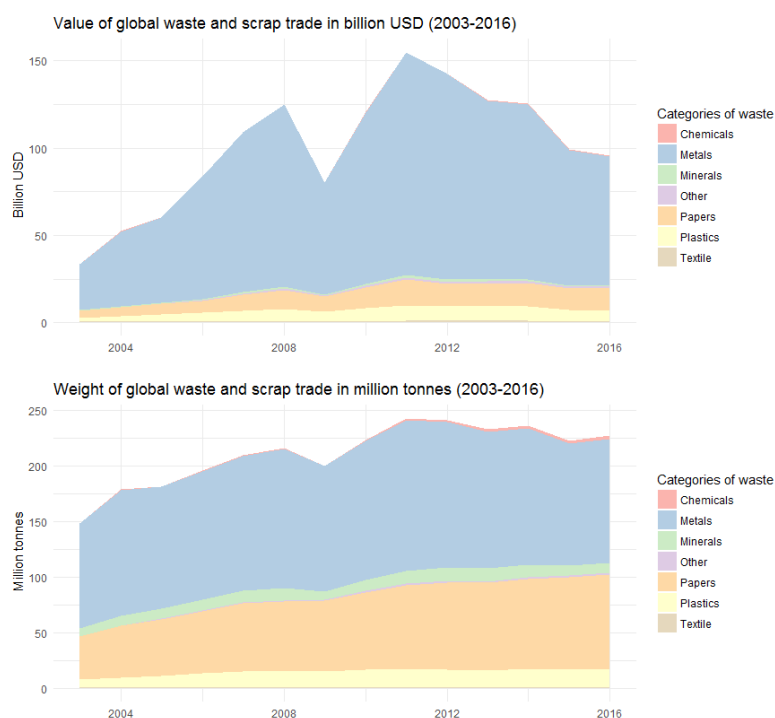 Value of global waste and scrap trade in billion USD (2003-2016)
150
100
50
0
Billion USD
2004
2008
2012
2016
Categories of waste
Chemicals
Metals
Minerals
Other
Papers
Plastics
Textile
Weight of global waste and scrap trade in million tonnes (2003-2016)
250
200
150
100
50
0
Million tonnes
2004
2008
2012
2016
Categories of waste
Chemicals
Metals
Minerals
Other
Papers
Plastics
Textile